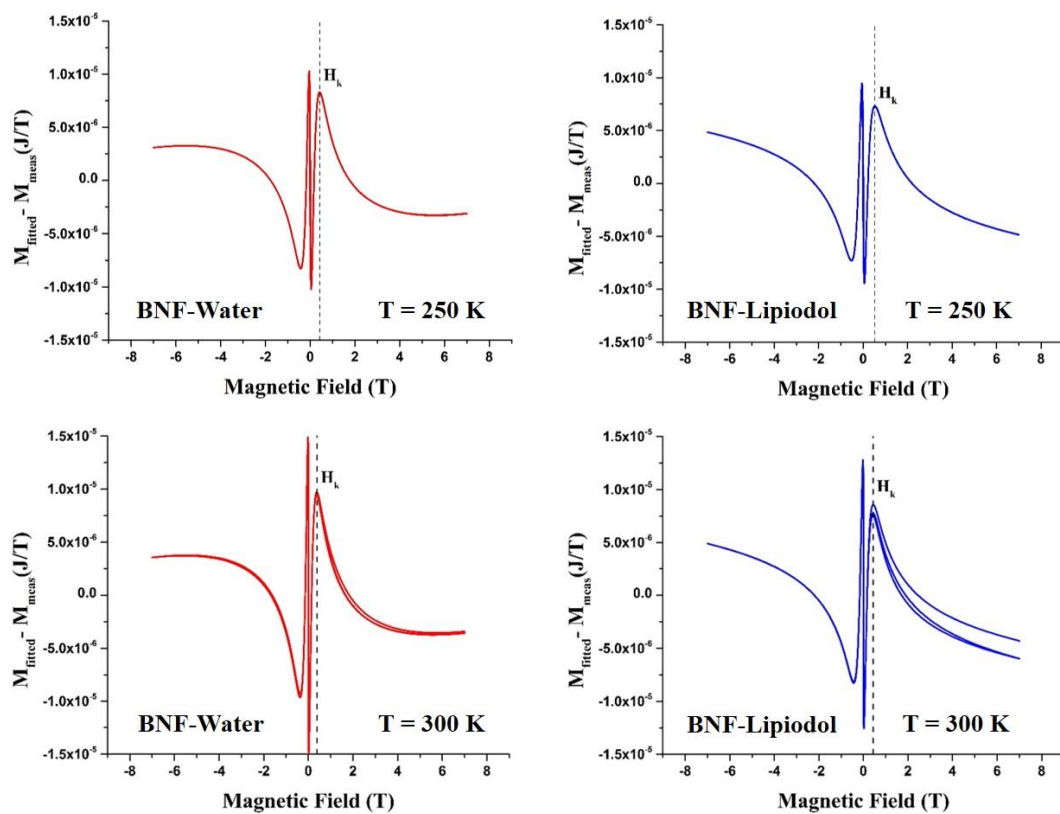 1.5x10⁻⁵
1.0x10⁻⁵
5.0x10⁻⁶
0.0
-5.0x10⁻⁶
-1.0x10⁻⁵
-1.5x10⁻⁵
M_fitted - M_meas (J/T)
H_k
BNF-Water T = 250 K
-8 -6 -4 -2 0 2 4 6 8
Magnetic Field (T)
1.5x10⁻⁵
1.0x10⁻⁵
5.0x10⁻⁶
0.0
-5.0x10⁻⁶
-1.0x10⁻⁵
-1.5x10⁻⁵
M_fitted - M_meas (J/T)
H_k
BNF-Lipiodol T = 250 K
-8 -6 -4 -2 0 2 4 6 8
Magnetic Field (T)
1.5x10⁻⁵
1.0x10⁻⁵
5.0x10⁻⁶
0.0
-5.0x10⁻⁶
-1.0x10⁻⁵
-1.5x10⁻⁵
M_fitted - M_meas (J/T)
H_k
BNF-Water T = 300 K
-8 -6 -4 -2 0 2 4 6 8
Magnetic Field (T)
1.5x10⁻⁵
1.0x10⁻⁵
5.0x10⁻⁶
0.0
-5.0x10⁻⁶
-1.0x10⁻⁵
-1.5x10⁻⁵
M_fitted - M_meas (J/T)
H_k
BNF-Lipiodol T = 300 K
-8 -6 -4 -2 0 2 4 6 8
Magnetic Field (T)